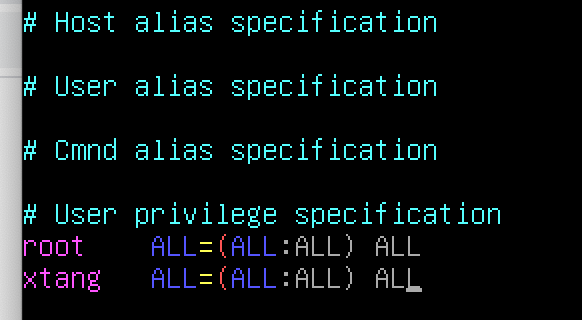 # Host alias specification
# User alias specification
# Cmnd alias specification
# User privilege specification
root    ALL=(ALL:ALL) ALL
xtang   ALL=(ALL:ALL) ALL